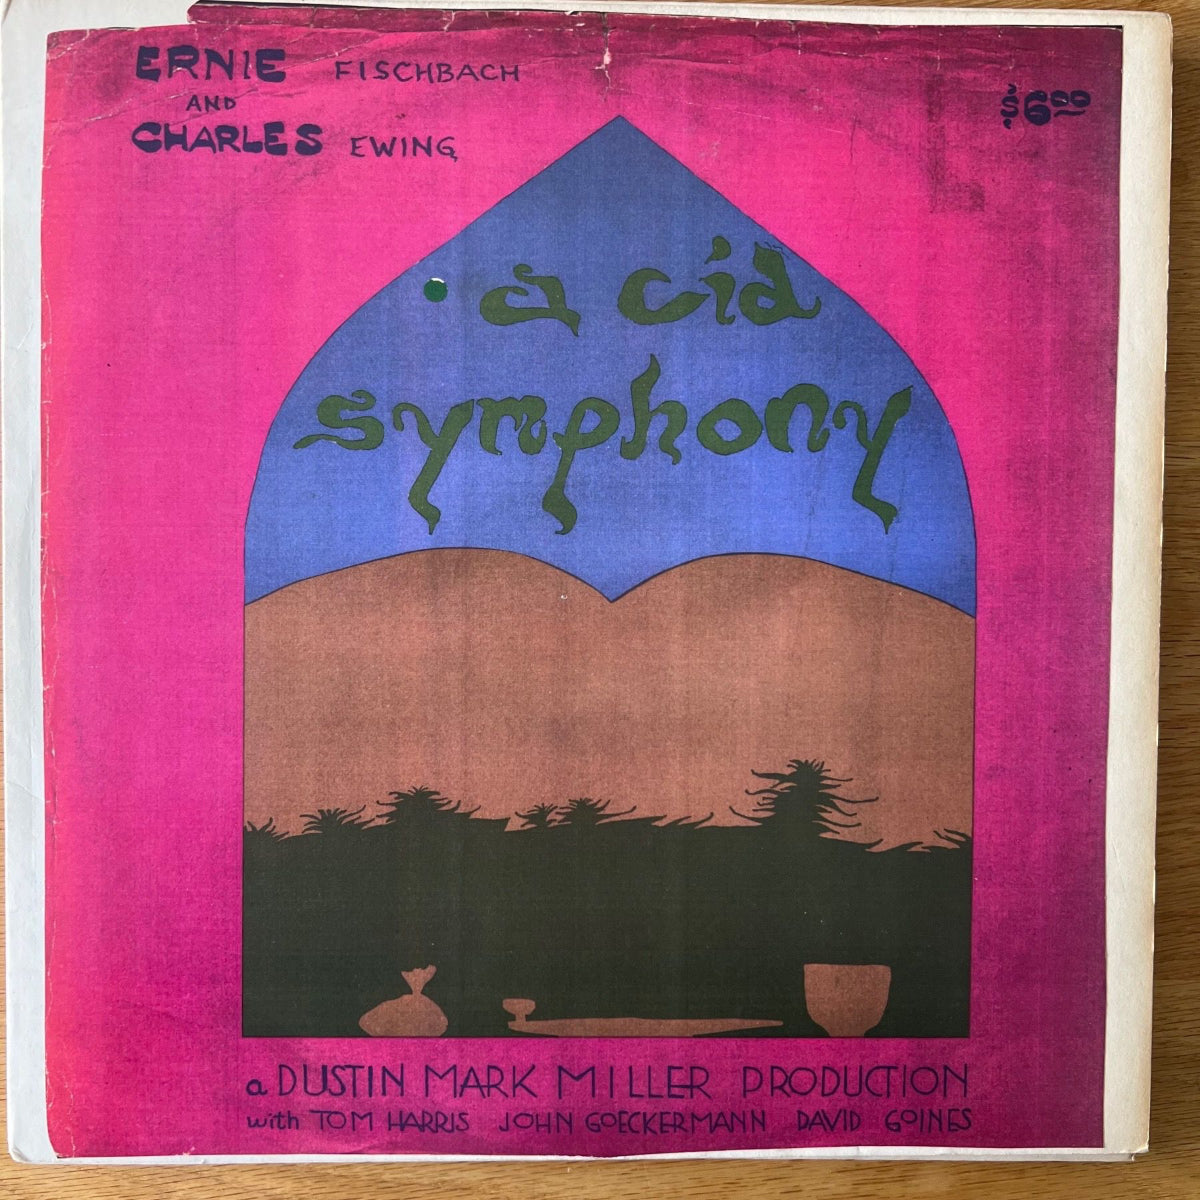 ERNIE FISCHBACH
AND
CHARLES EWING
$6.00
a cid
symphony
a DUSTIN MARK MILLER PRODUCTION
with TOM HARRIS JOHN GOECKERMANN DAVID GOINES